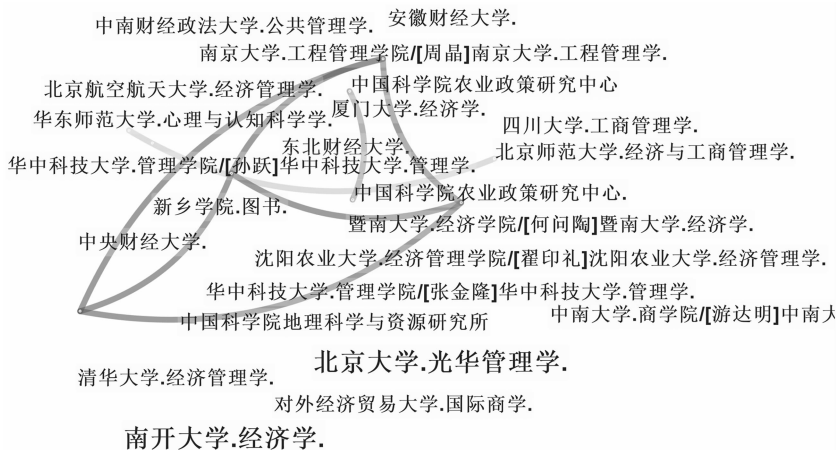 中南财经政法大学.公共管理学.
安徽财经大学.
南京大学.工程管理学院/[周晶]南京大学.工程管理学.
北京航空航天大学.经济管理学.
中国科学院农业政策研究中心
华东师范大学.心理与认知科学学.
厦门大学.经济学.
四川大学.工商管理学.
东北财经大学.
北京师范大学.经济与工商管理学.
华中科技大学.管理学院/[孙跃]华中科技大学.管理学.
中国科学院农业政策研究中心.
新乡学院.图书.
暨南大学.经济学院/[何问陶]暨南大学.经济学.
中央财经大学.
沈阳农业大学.经济管理学院/[翟印礼]沈阳农业大学.经济管理学.
华中科技大学.管理学院/[张金隆]华中科技大学.管理学.
中国科学院地理科学与资源研究所
中南大学.商学院/[游达明]中南大
北京大学.光华管理学.
清华大学.经济管理学.
对外经济贸易大学.国际商学.
南开大学.经济学.